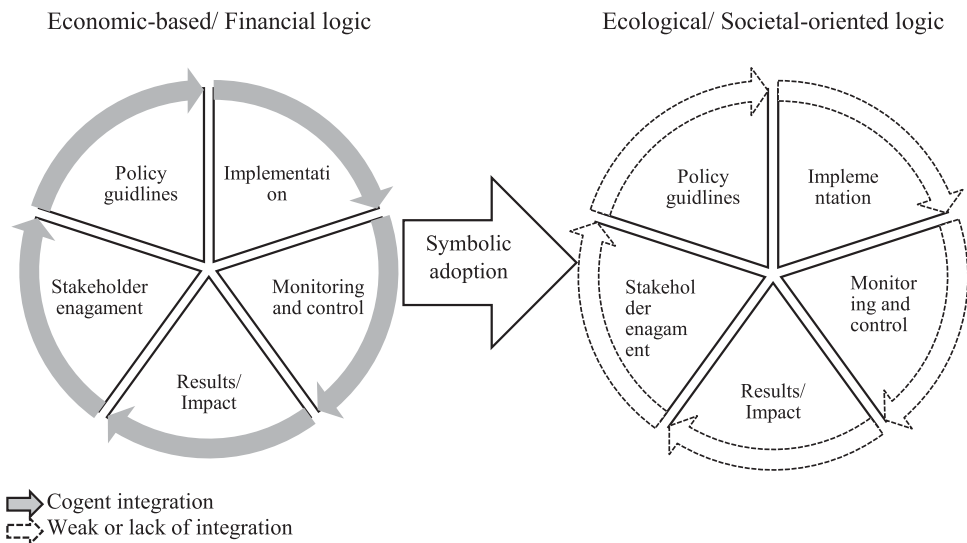 Economic-based/ Financial logic
Ecological/ Societal-oriented logic
Policy
guidlines
Implementati
on
Monitoring
and control
Results/
Impact
Stakeholder
enagament
Symbolic
adoption
Policy
guidlines
Impleme
ntation
Monitor
ing and
control
Results/
Impact
Stakehol
der
enagam
ent
Cogent integration
Weak or lack of integration